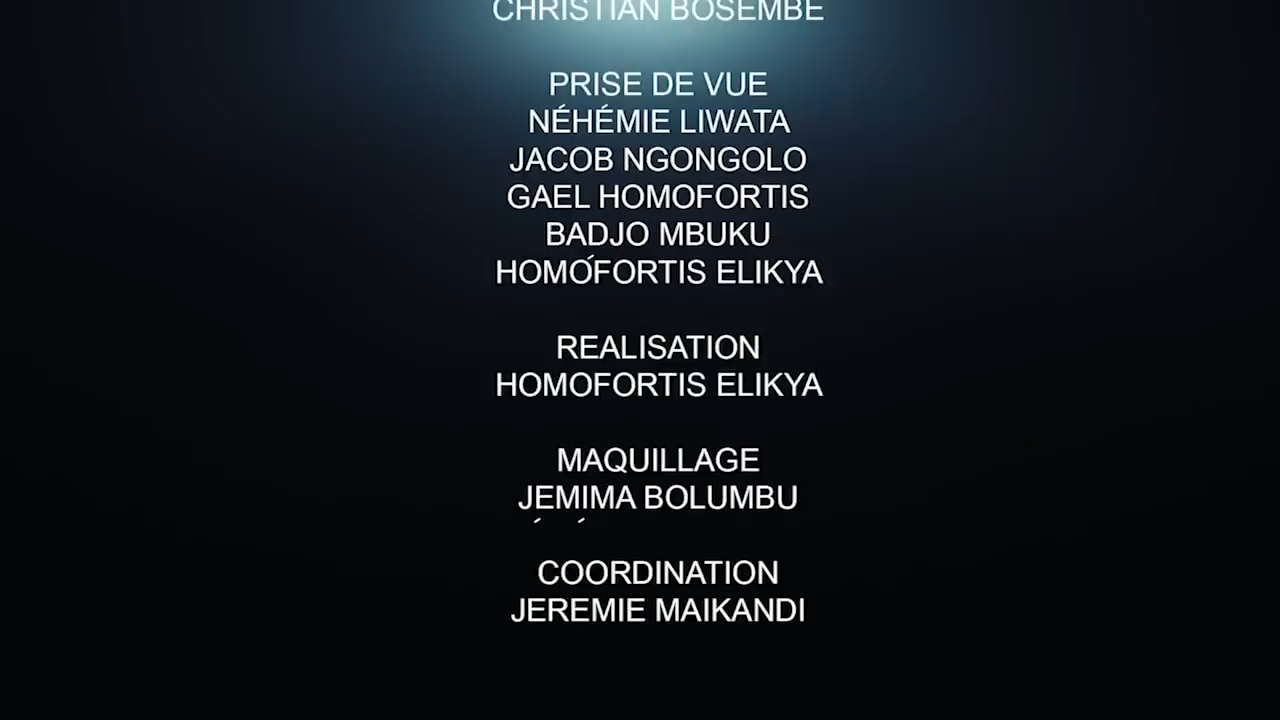 CHRISTIAN BOSEMBE
PRISE DE VUE
NÉHÉMIE LIWATA
JACOB NGONGOLO
GAEL HOMOFORTIS
BADJO MBUKU
HOMOFORTIS ELIKYA
REALISATION
HOMOFORTIS ELIKYA
MAQUILLAGE
JEMIMA BOLUMBU
COORDINATION
JEREMIE MAIKANDI